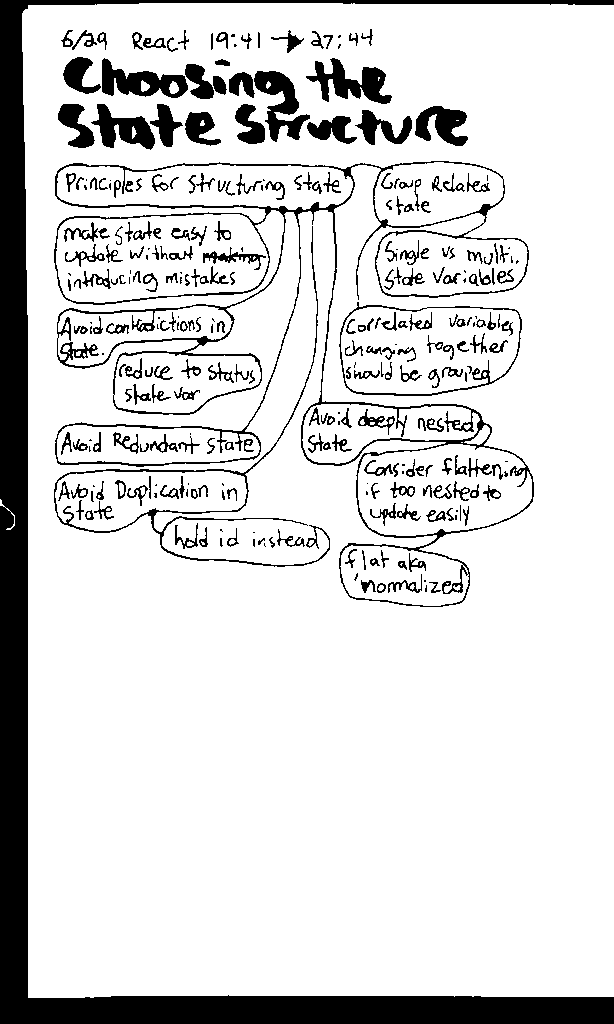 6/29 React 19:41 → 27:44
Choosing the
State Structure
Principles for Structuring State
make state easy to
update without making
introducing mistakes
Avoid contradictions in
State.
reduce to status
state var
Avoid Redundant State
Avoid Duplication in
State
hold id instead
Group Related
state
Single vs multi.
State Variables
Correlated variables
changing together
should be grouped
Avoid deeply nested
State
Consider flattening
if too nested to
update easily
flat aka
'normalized'